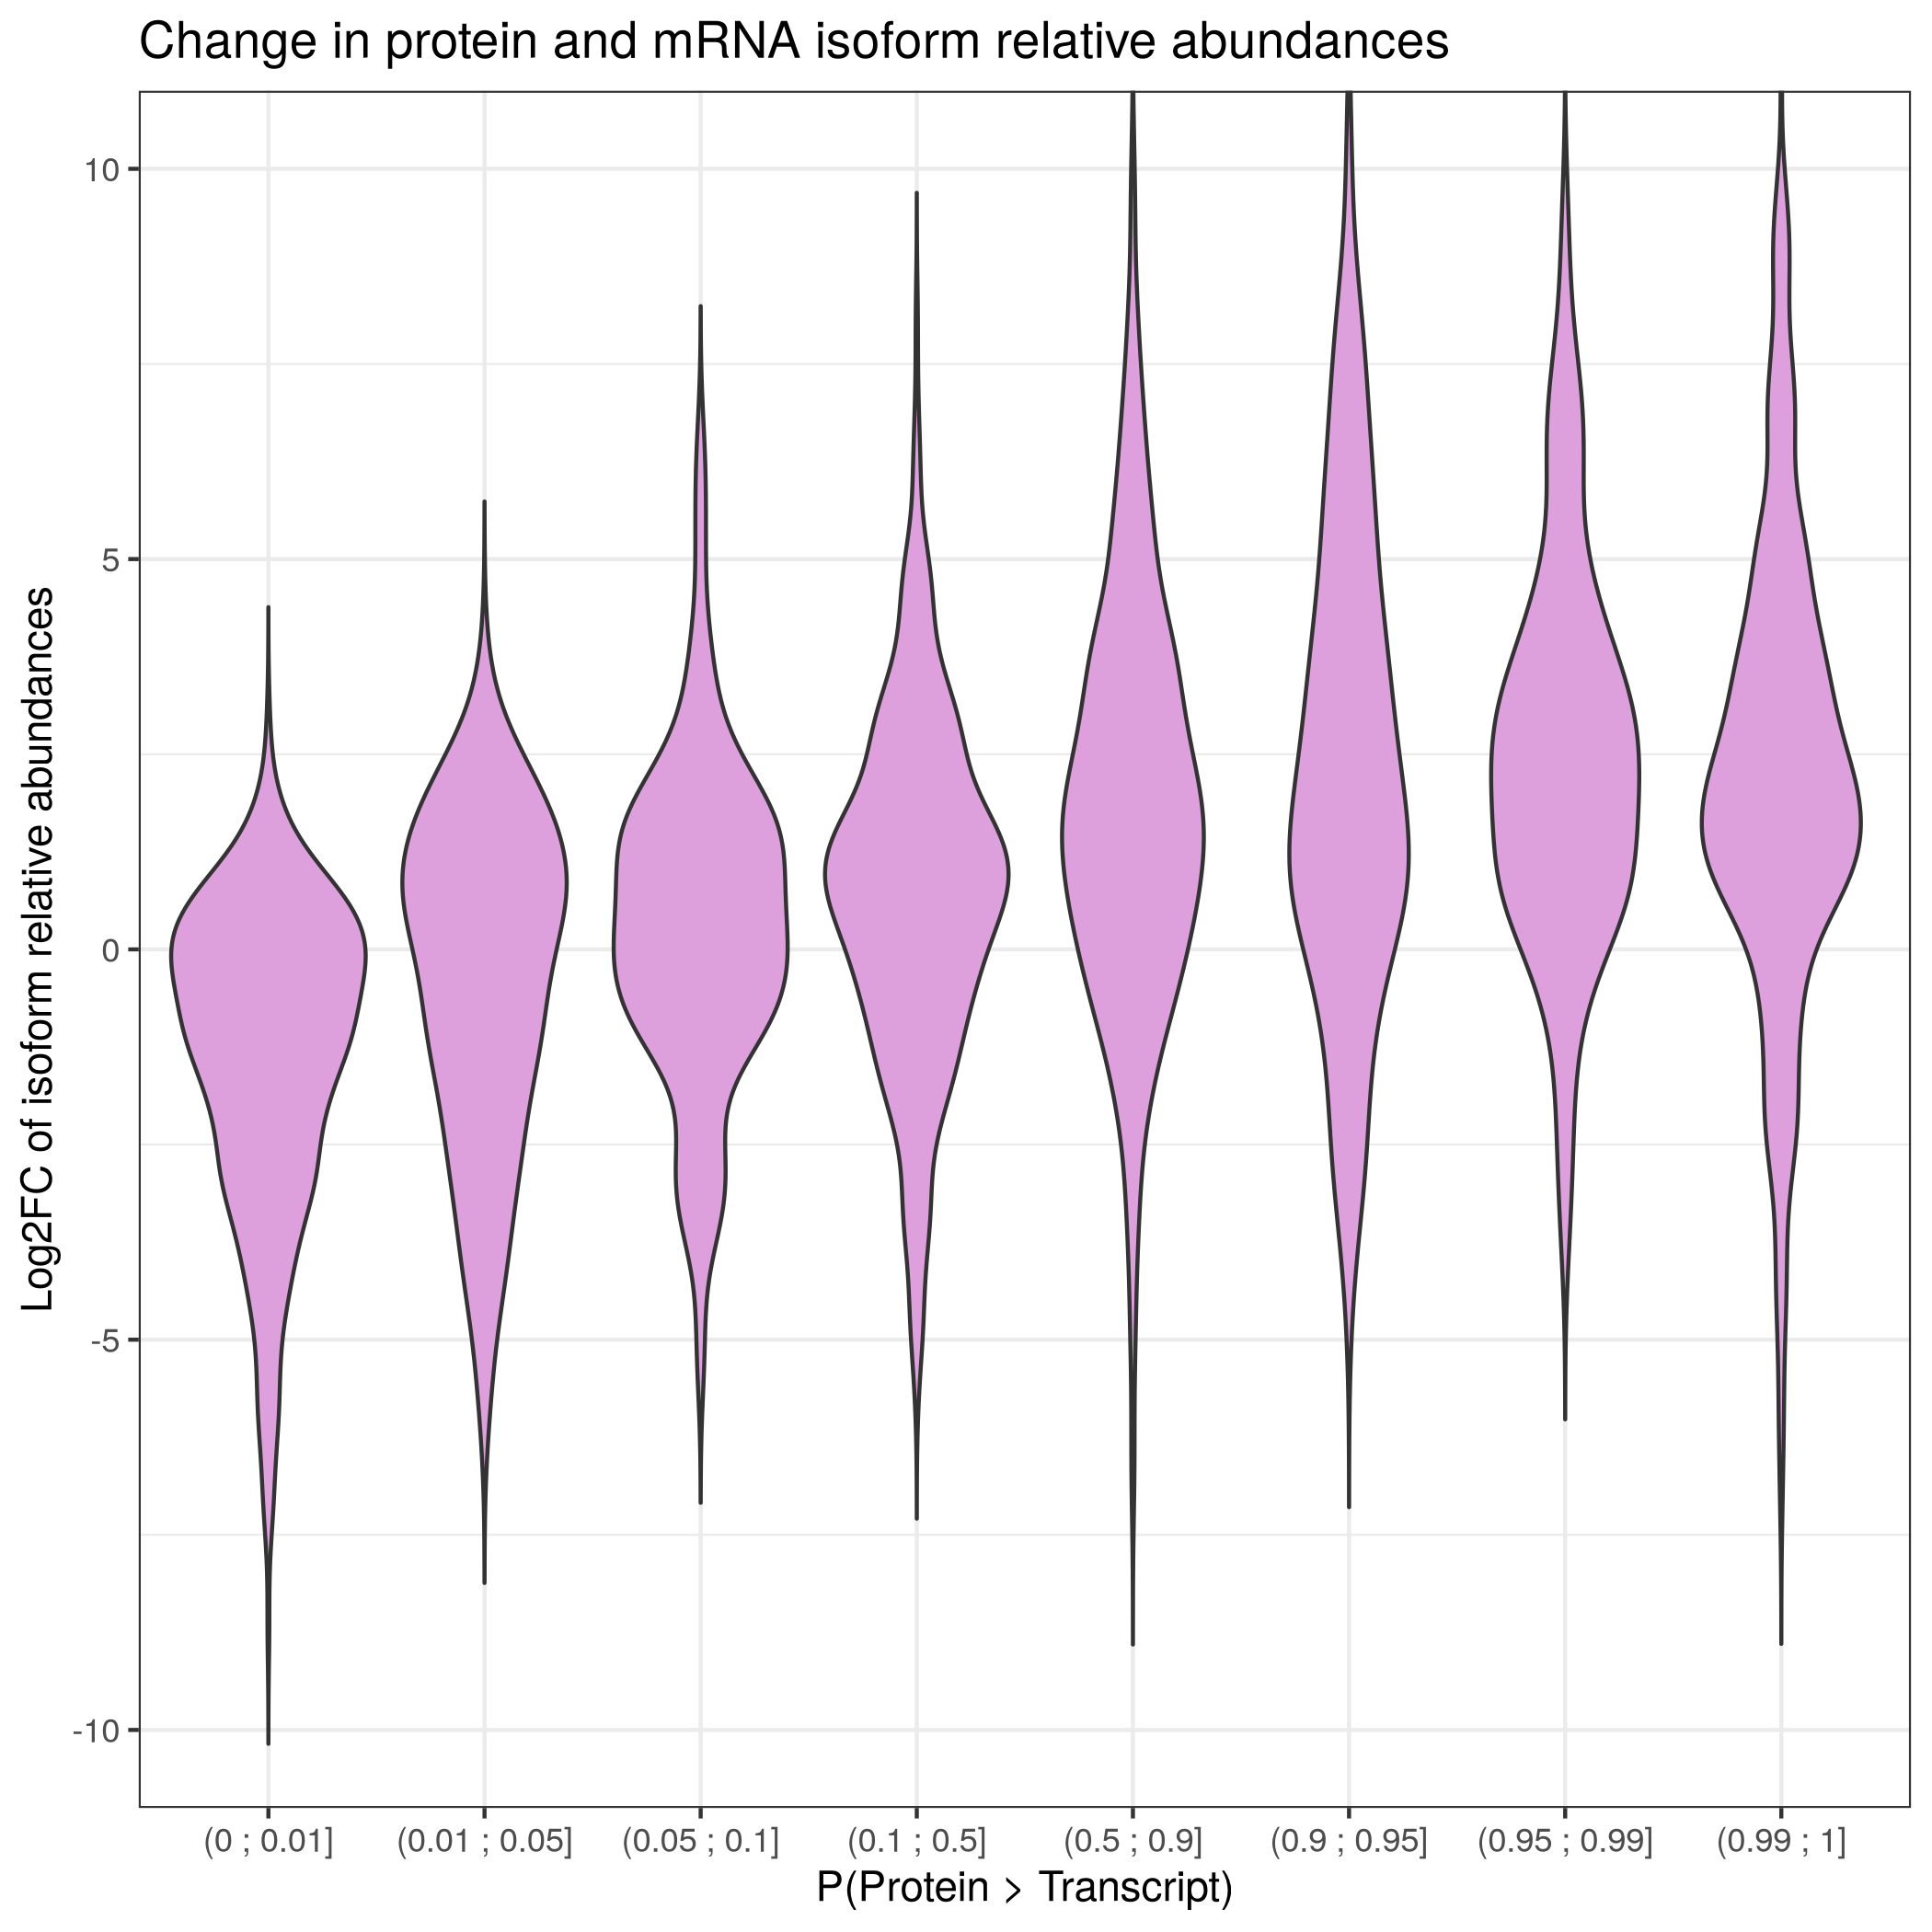 Change in protein and mRNA isoform relative abundances
Log2FC of isoform relative abundances
10
5
0
-5
-10
(0 ; 0.01]
(0.01 ; 0.05]
(0.05 ; 0.1]
(0.1 ; 0.5]
(0.5 ; 0.9]
(0.9 ; 0.95]
(0.95 ; 0.99]
(0.99 ; 1]
P(Protein > Transcript)